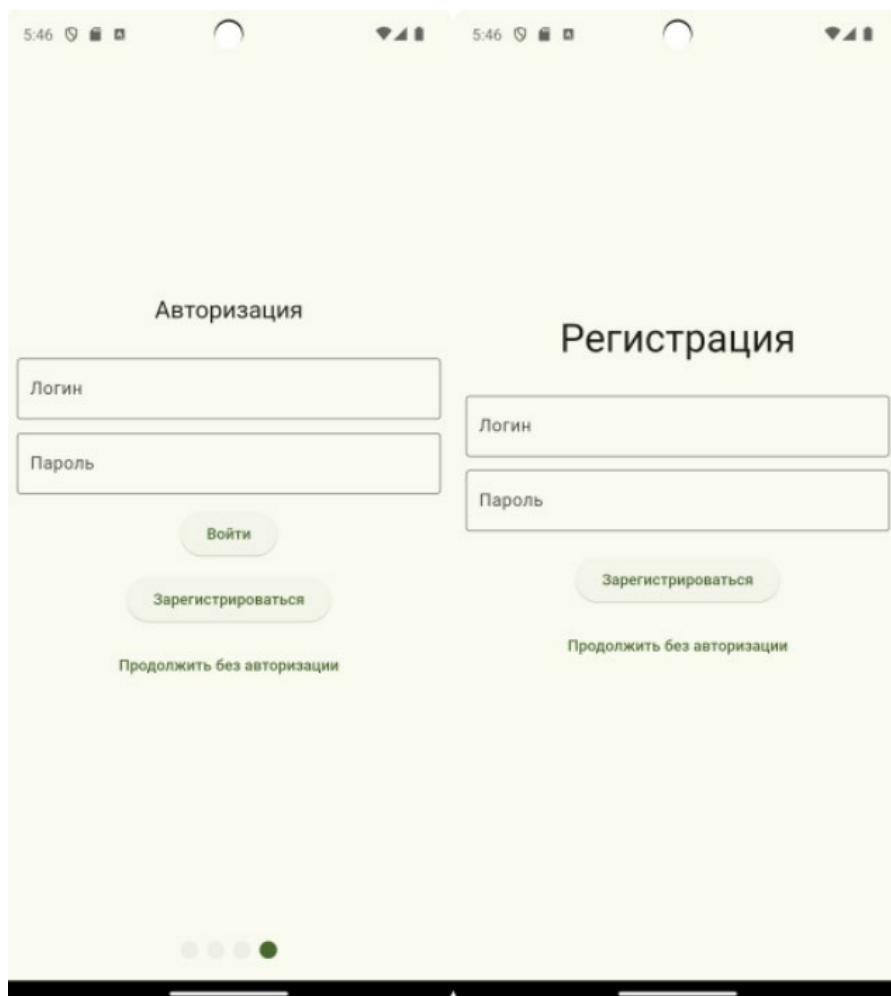 5:46
Авторизация
Логин
Пароль
Войти
Зарегистрироваться
Продолжить без авторизации
5:46
Регистрация
Логин
Пароль
Зарегистрироваться
Продолжить без авторизации